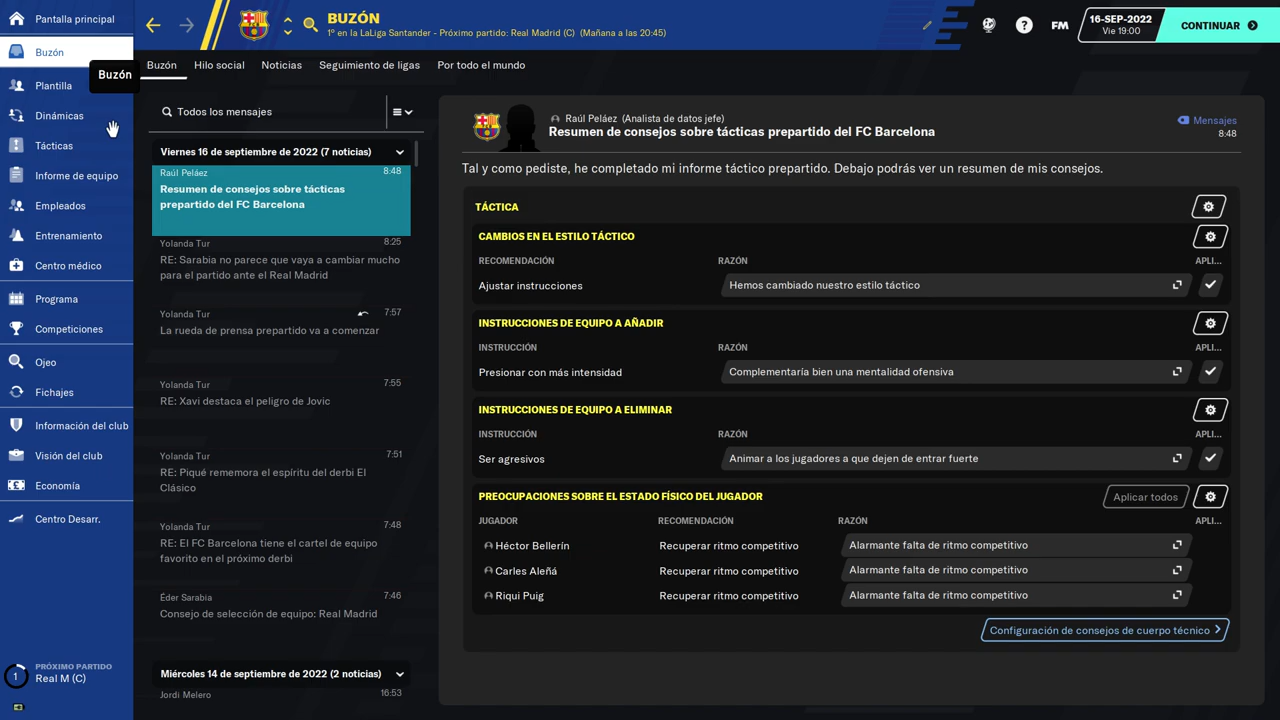 Pantalla principal
Buzón
Plantilla
Dinámicas
Tácticas
Informe de equipo
Empleados
Entrenamiento
Centro médico
Programa
Competiciones
Ojeo
Fichajes
Información del club
Visión del club
Economía
Centro Desarr.
1
PRÓXIMO PARTIDO
Real M (C)
Buzón
BUZÓN
1º en la LaLiga Santander - Próximo partido: Real Madrid (C) (Mañana a las 20:45)
FM
16-SEP-2022
Vie 19:00
CONTINUAR
Buzón
Hilo social
Noticias
Seguimiento de ligas
Por todo el mundo
Todos los mensajes
Viernes 16 de septiembre de 2022 (7 noticias)
Raúl Peláez 8:48
Resumen de consejos sobre tácticas
prepartido del FC Barcelona
Yolanda Tur 8:25
RE: Sarabia no parece que vaya a cambiar mucho
para el partido ante el Real Madrid
Yolanda Tur 7:57
La rueda de prensa prepartido va a comenzar
Yolanda Tur 7:55
RE: Xavi destaca el peligro de Jovic
Yolanda Tur 7:51
RE: Piqué rememora el espíritu del derbi El
Clásico
Yolanda Tur 7:48
RE: El FC Barcelona tiene el cartel de equipo
favorito en el próximo derbi
Éder Sarabia 7:46
Consejo de selección de equipo: Real Madrid
Miércoles 14 de septiembre de 2022 (2 noticias)
Jordi Melero 16:53
Raúl Peláez (Analista de datos jefe)
Resumen de consejos sobre tácticas prepartido del FC Barcelona
Mensajes
8:48
Tal y como pediste, he completado mi informe táctico prepartido. Debajo podrás ver un resumen de mis consejos.
TÁCTICA
CAMBIOS EN EL ESTILO TÁCTICO
RECOMENDACIÓN RAZÓN APLI...
Ajustar instrucciones Hemos cambiado nuestro estilo táctico
INSTRUCCIONES DE EQUIPO A AÑADIR
INSTRUCCIÓN RAZÓN APLI...
Presionar con más intensidad Complementaría bien una mentalidad ofensiva
INSTRUCCIONES DE EQUIPO A ELIMINAR
INSTRUCCIÓN RAZÓN APLI...
Ser agresivos Animar a los jugadores a que dejen de entrar fuerte
PREOCUPACIONES SOBRE EL ESTADO FÍSICO DEL JUGADOR Aplicar todos
JUGADOR RECOMENDACIÓN RAZÓN APLI...
Héctor Bellerín Recuperar ritmo competitivo Alarmante falta de ritmo competitivo
Carles Aleñá Recuperar ritmo competitivo Alarmante falta de ritmo competitivo
Riqui Puig Recuperar ritmo competitivo Alarmante falta de ritmo competitivo
Configuración de consejos de cuerpo técnico